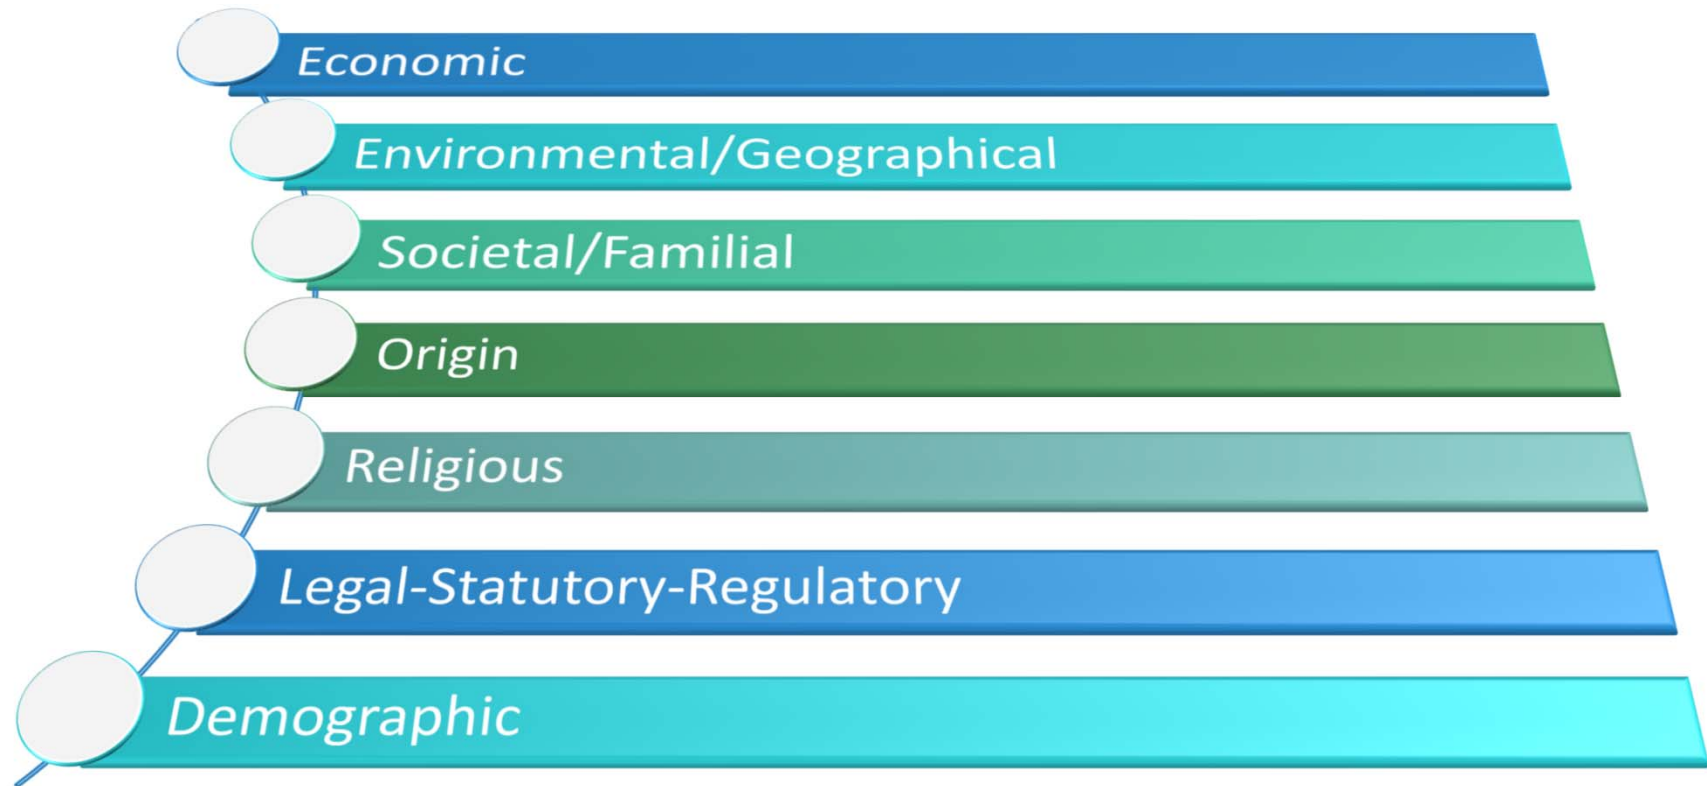 Economic
Environmental/Geographical
Societal/Familial
Origin
Religious
Legal-Statutory-Regulatory
Demographic